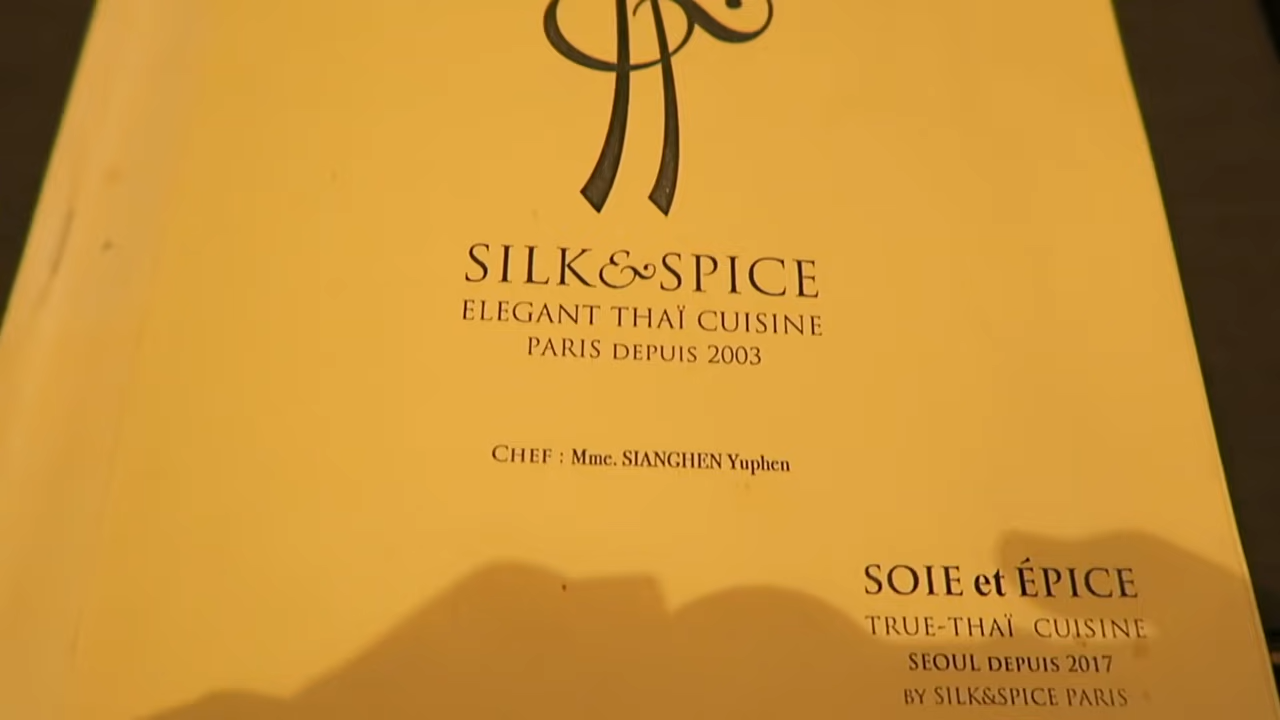 SILK&SPICE
ELEGANT THAÏ CUISINE
PARIS DEPUIS 2003
CHEF : Mme. SIANGHEN Yuphen
SOIE et ÉPICE
TRUE-THAÏ CUISINE
SEOUL DEPUIS 2017
BY SILK&SPICE PARIS